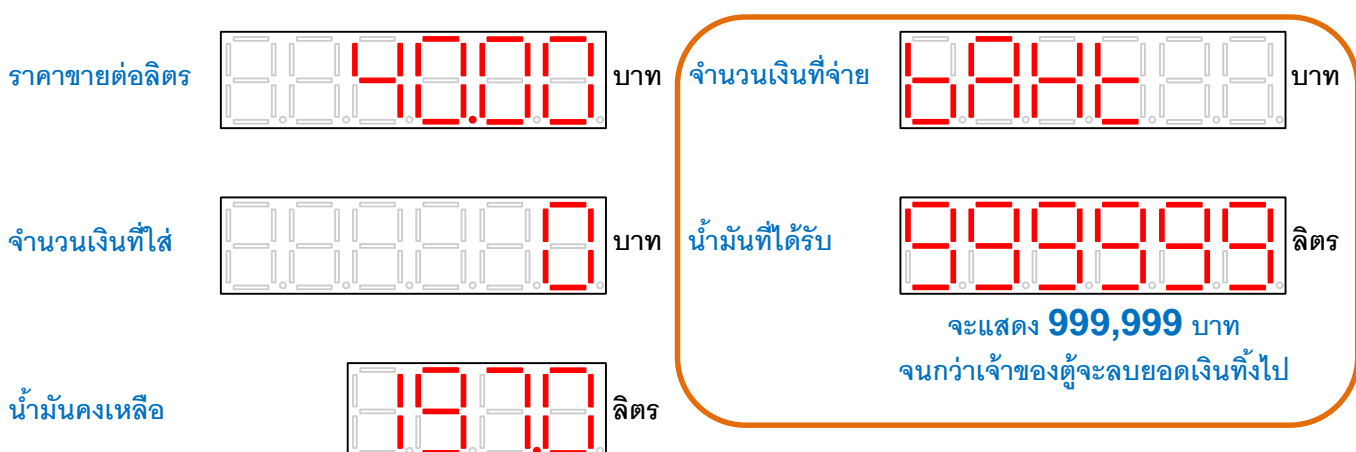 ราคาขายต่อลิตร 40.00 บาท
จำนวนเงินที่ใส่ 0 บาท
น้ำมันคงเหลือ 197.0 ลิตร
จำนวนเงินที่จ่าย bAHt บาท
น้ำมันที่ได้รับ 999999 ลิตร
จะแสดง 999,999 บาท
จนกว่าเจ้าของตู้จะลบยอดเงินทิ้งไป